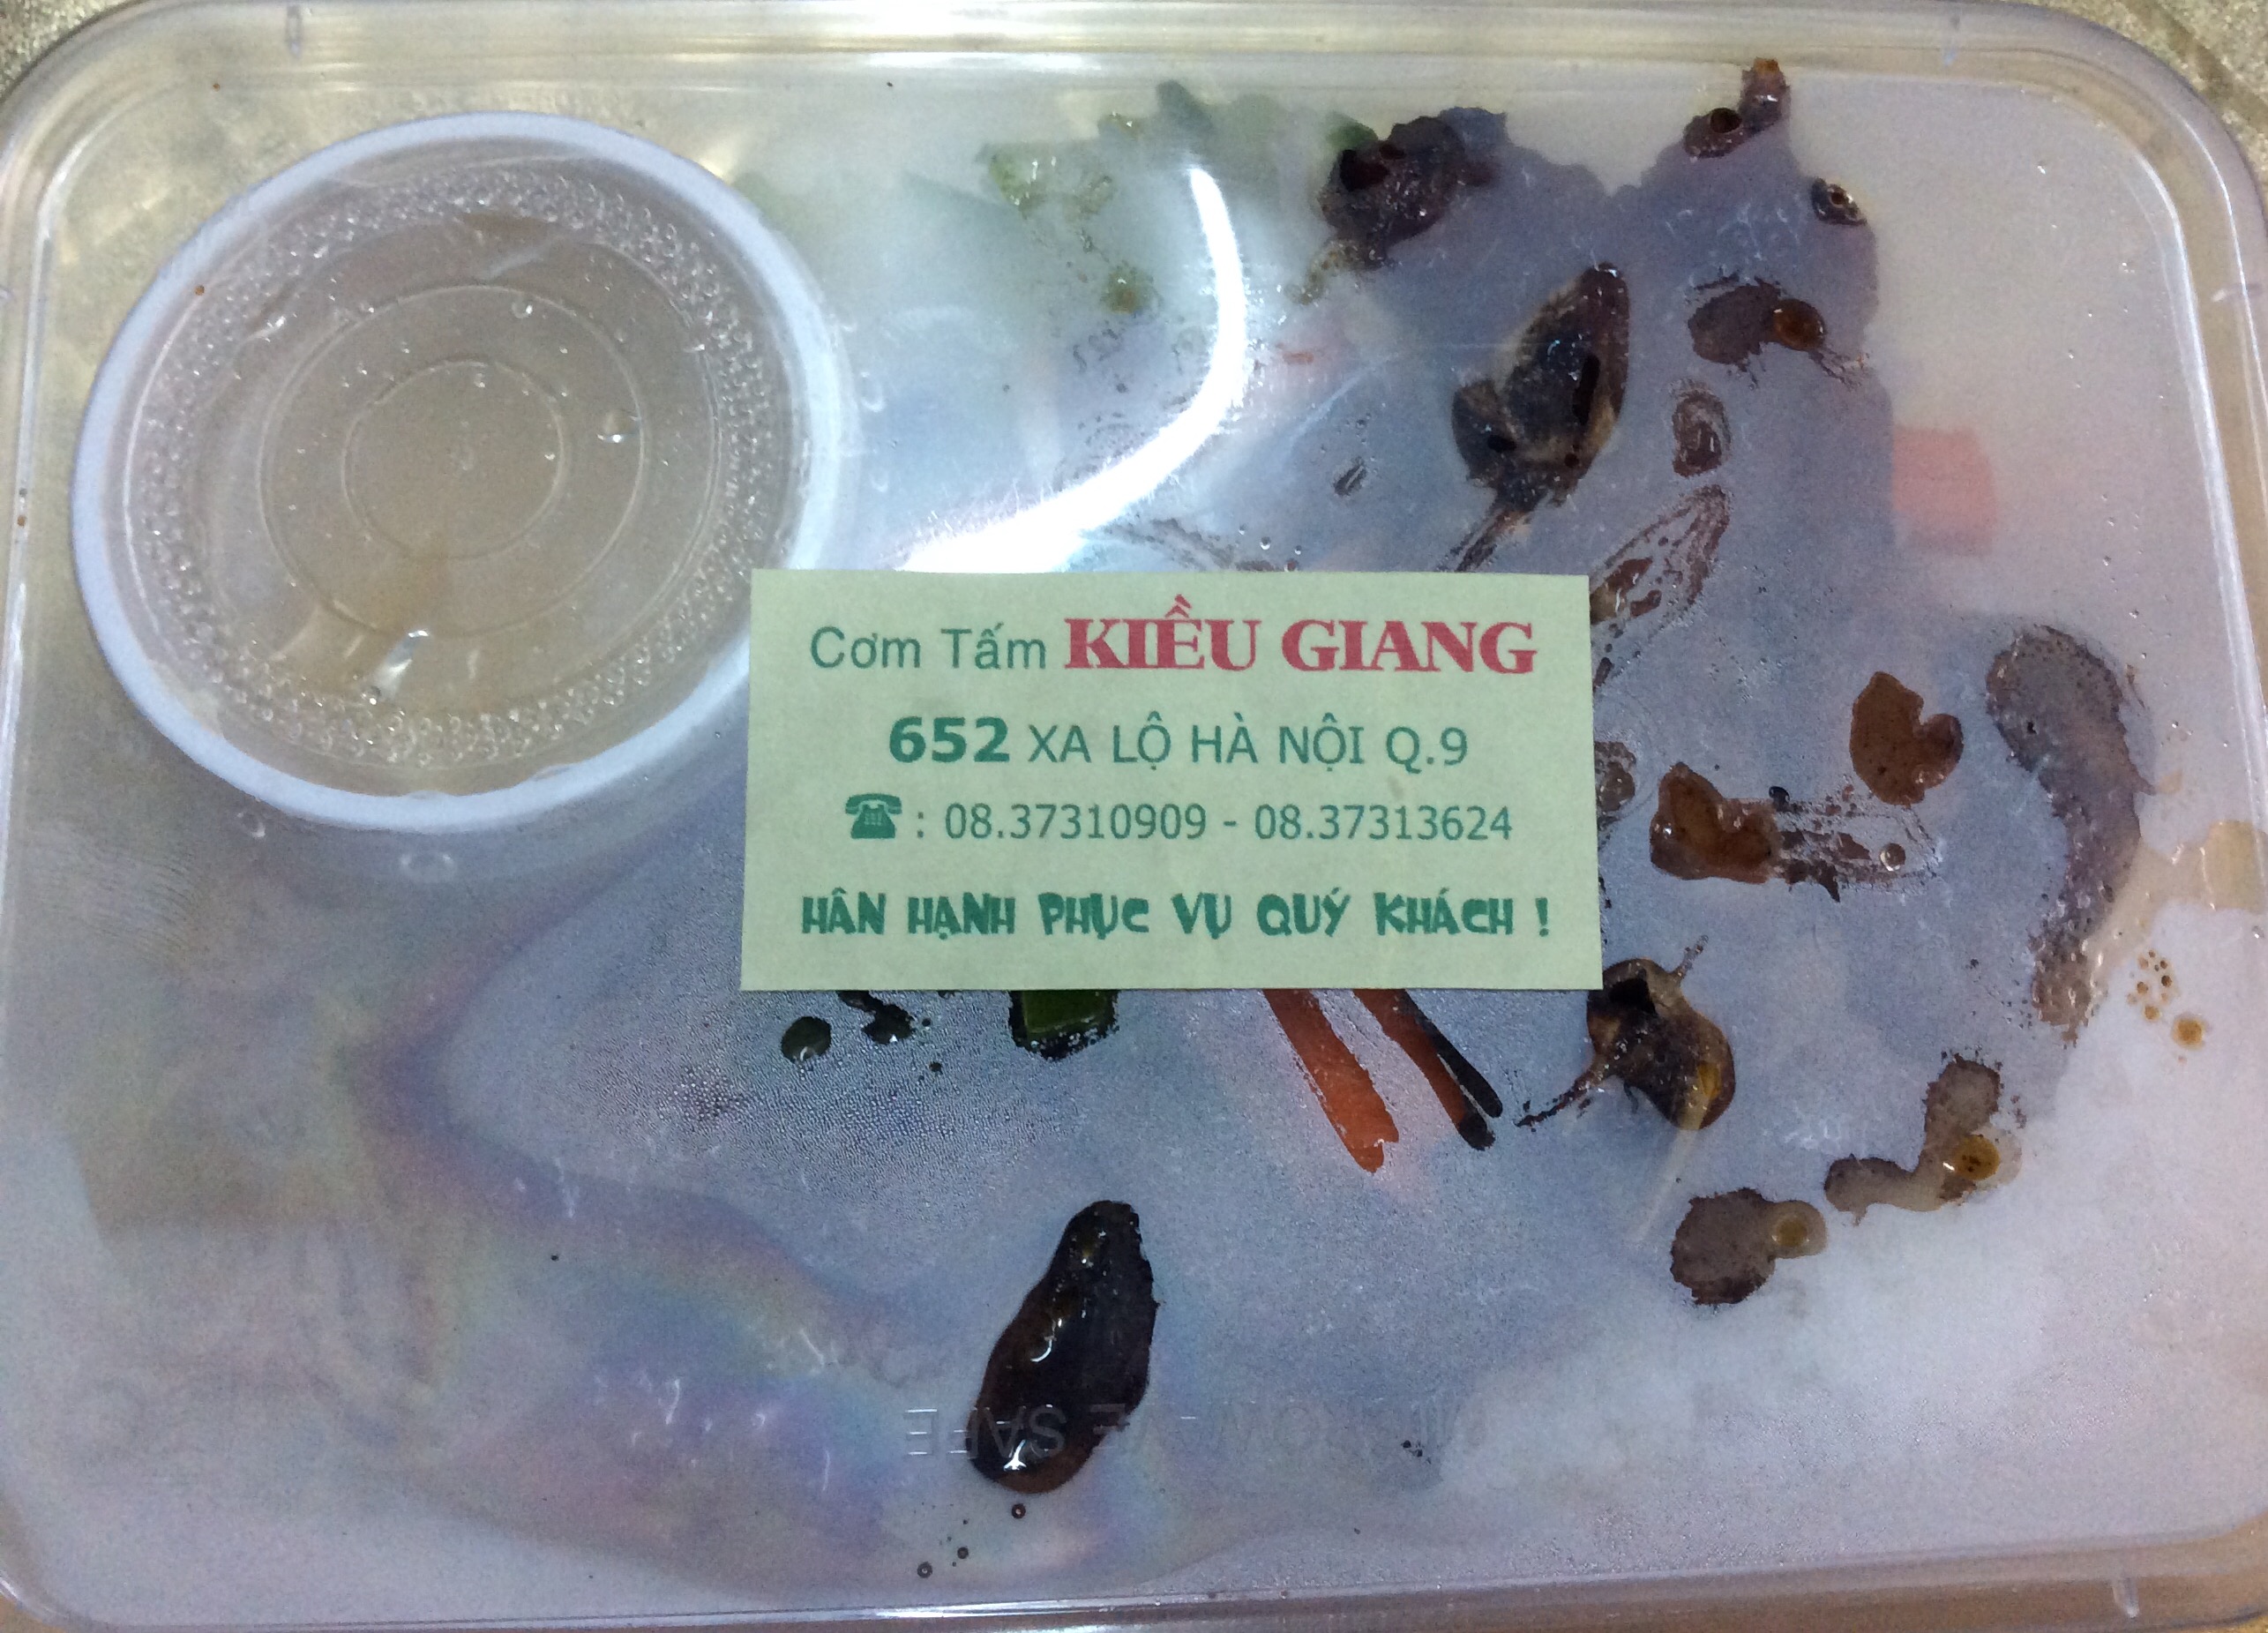 Cơm Tấm KIỀU GIANG
652 XA LỘ HÀ NỘI Q.9
☎ : 08.37310909 - 08.37313624
HÂN HẠNH PHỤC VỤ QUÝ KHÁCH !